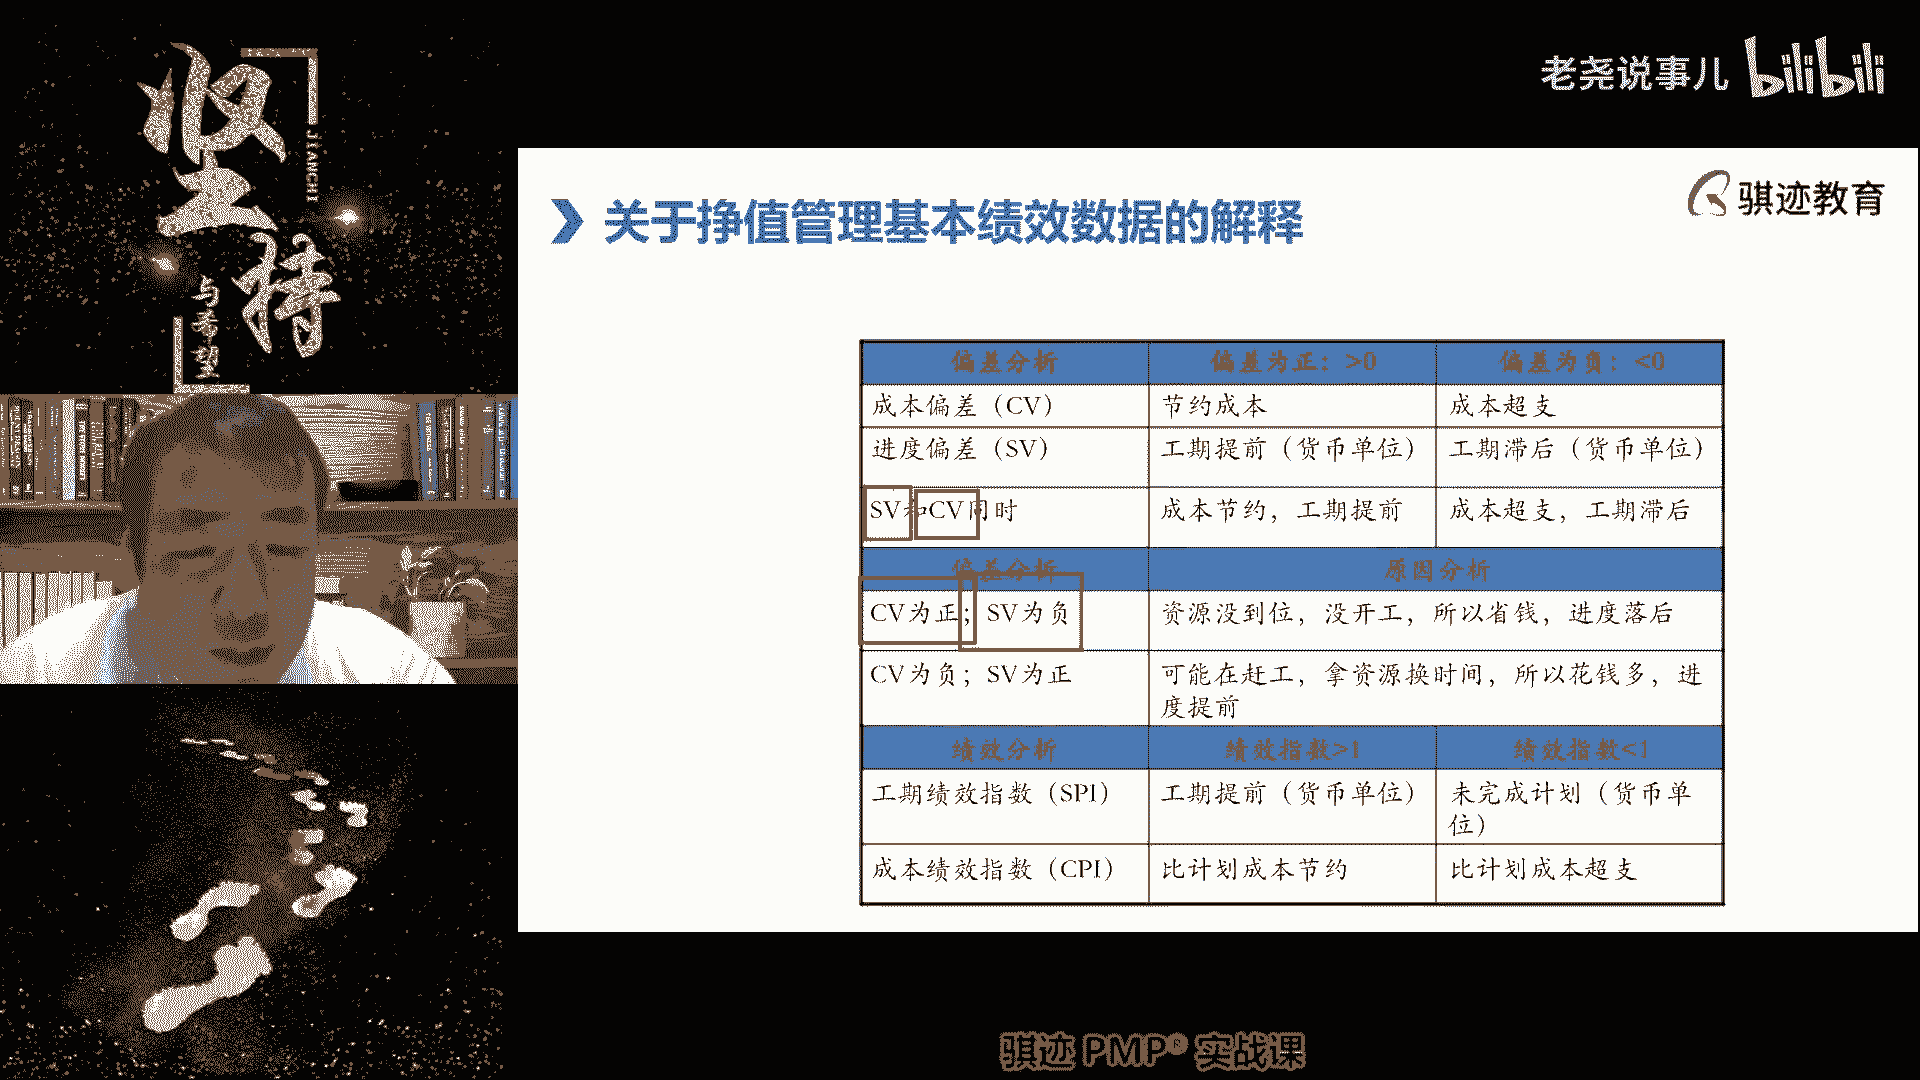 坚持
JIANCHI
与希望
老尧说事儿 bilibili
骐迹教育
关于挣值管理基本绩效数据的解释
偏差分析 偏差为正：>0 偏差为负：<0
成本偏差（CV） 节约成本 成本超支
进度偏差（SV） 工期提前（货币单位） 工期滞后（货币单位）
SV和CV同时 成本节约，工期提前 成本超支，工期滞后
偏差分析 原因分析
CV为正；SV为负 资源没到位，没开工，所以省钱，进度落后
CV为负；SV为正 可能在赶工，拿资源换时间，所以花钱多，进
度提前
绩效分析 绩效指数>1 绩效指数<1
工期绩效指数（SPI） 工期提前（货币单位） 未完成计划（货币单
位）
成本绩效指数（CPI） 比计划成本节约 比计划成本超支
骐迹 PMP® 实战课